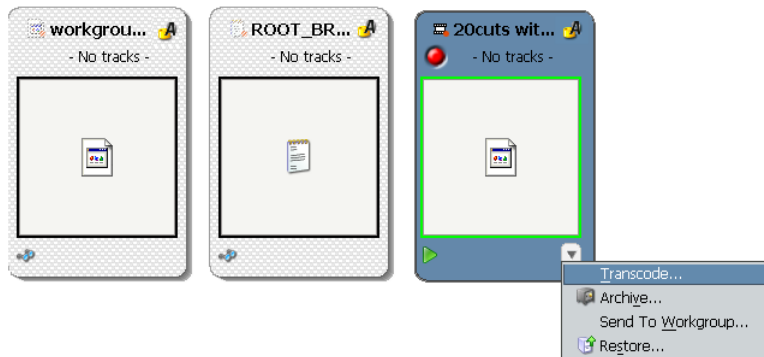 workgrou...
- No tracks -
ROOT_BR...
- No tracks -
20cuts wit...
- No tracks -
Transcode...
Archive...
Send To Workgroup...
Restore...